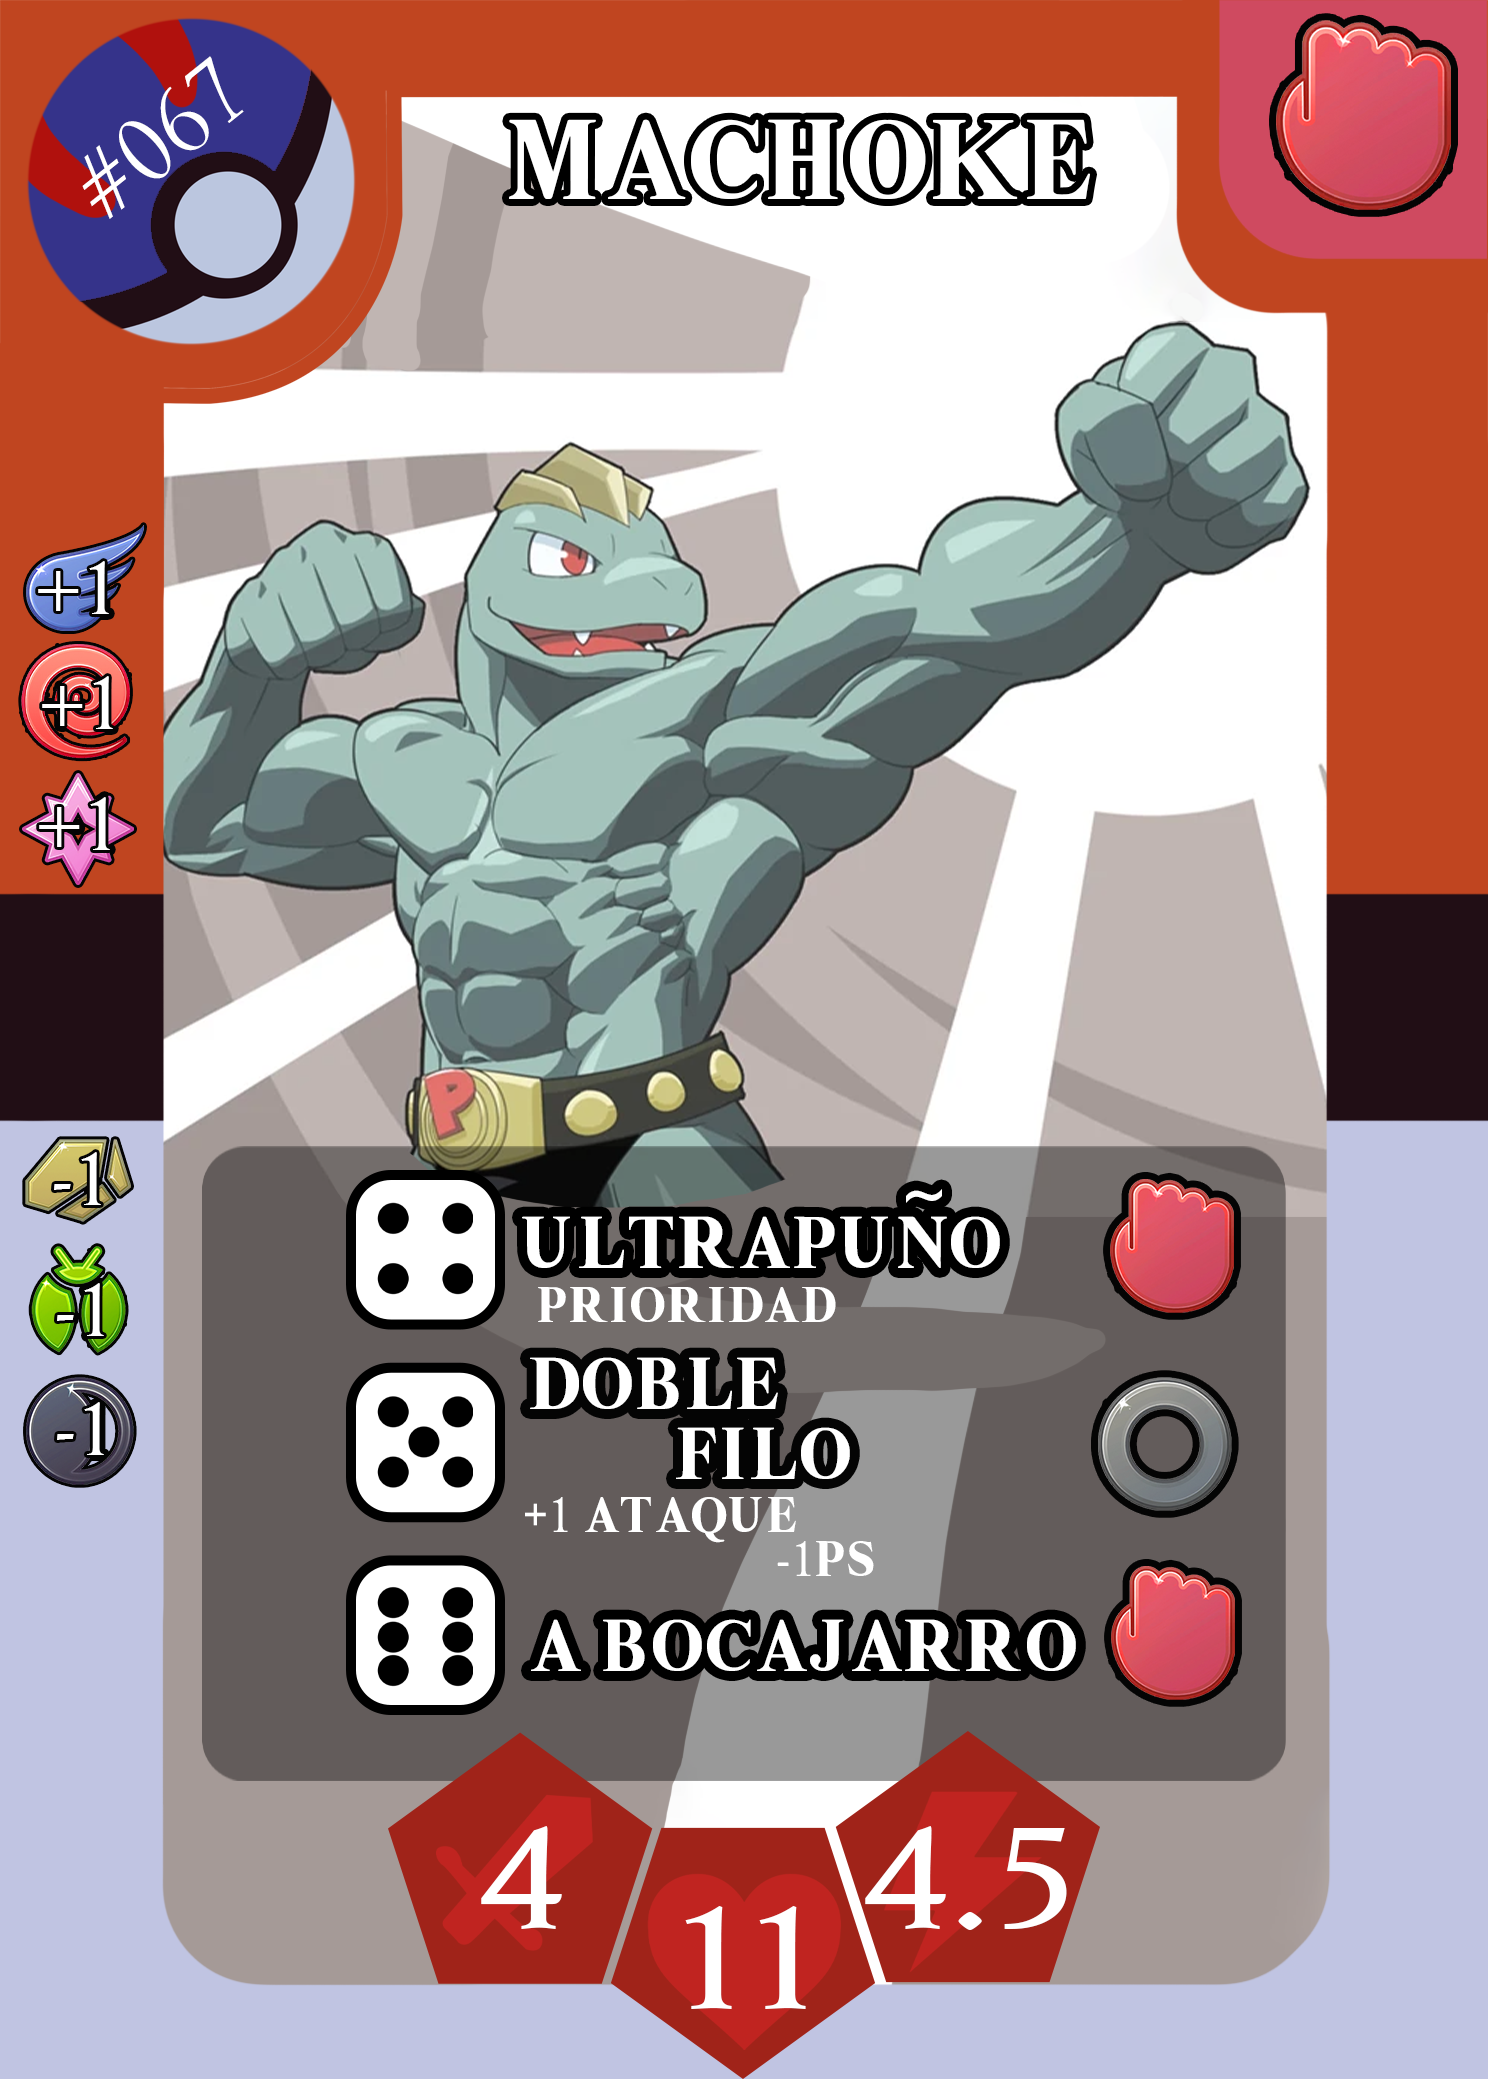 #067
MACHOKE
+1
+1
+1
-1
-1
-1
P
ULTRAPUÑO
PRIORIDAD
DOBLE
FILO
+1 ATAQUE
-1PS
A BOCAJARRO
4
11
4.5